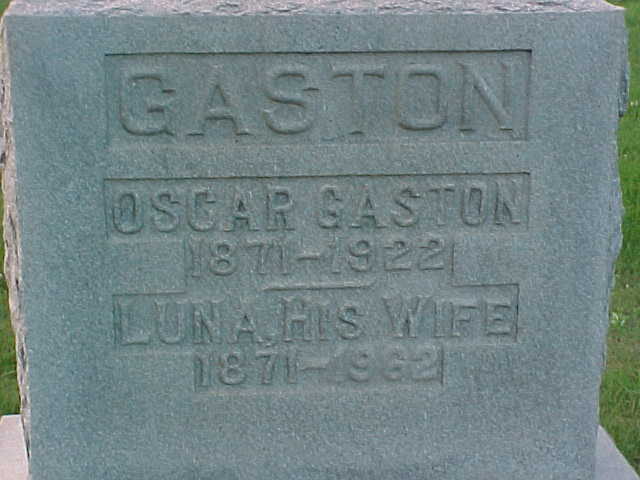 GASTON
OSCAR GASTON
1871-1922
LUNA, HIS WIFE
1871-1962